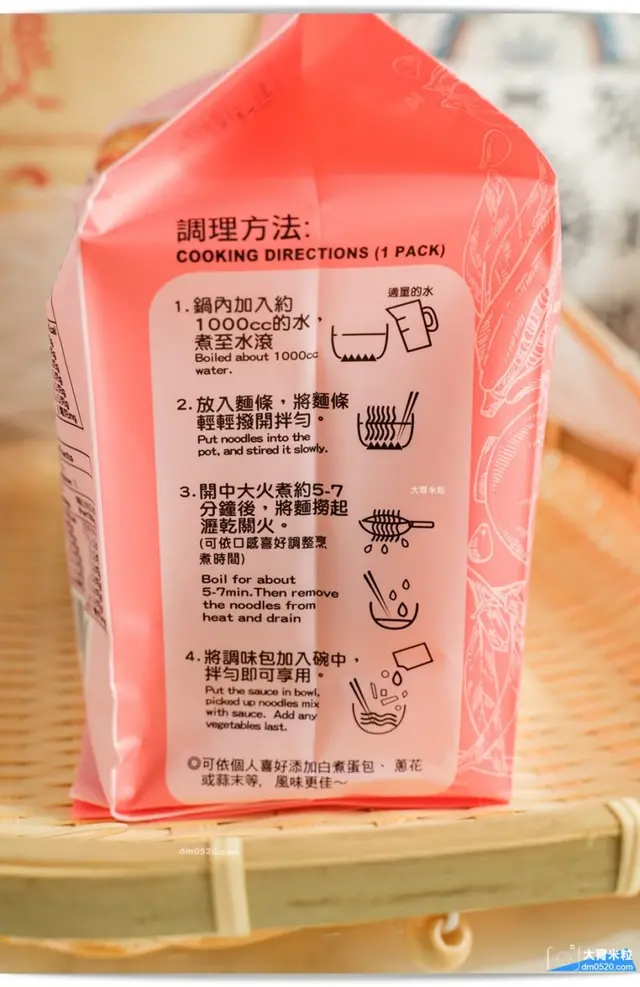 調理方法:
COOKING DIRECTIONS (1 PACK)
1. 鍋內加入約
1000cc的水，
煮至水滾
Boiled about 1000cc
water.
適量的水
2. 放入麵條，將麵條
輕輕撥開拌勻。
Put noodles into the
pot, and stired it slowly.
3. 開中大火煮約5-7
分鐘後，將麵撈起
瀝乾關火。
(可依口感喜好調整烹
煮時間)
Boil for about
5-7min.Then remove
the noodles from
heat and drain
大胃米粒
4. 將調味包加入碗中，
拌勻即可享用。
Put the sauce in bowl,
picked up noodles mix
with sauce. Add any
vegetables last.
◎可依個人喜好添加白煮蛋包、蔥花
或蒜末等，風味更佳～
dm0520.com
大胃米粒
dm0520.com